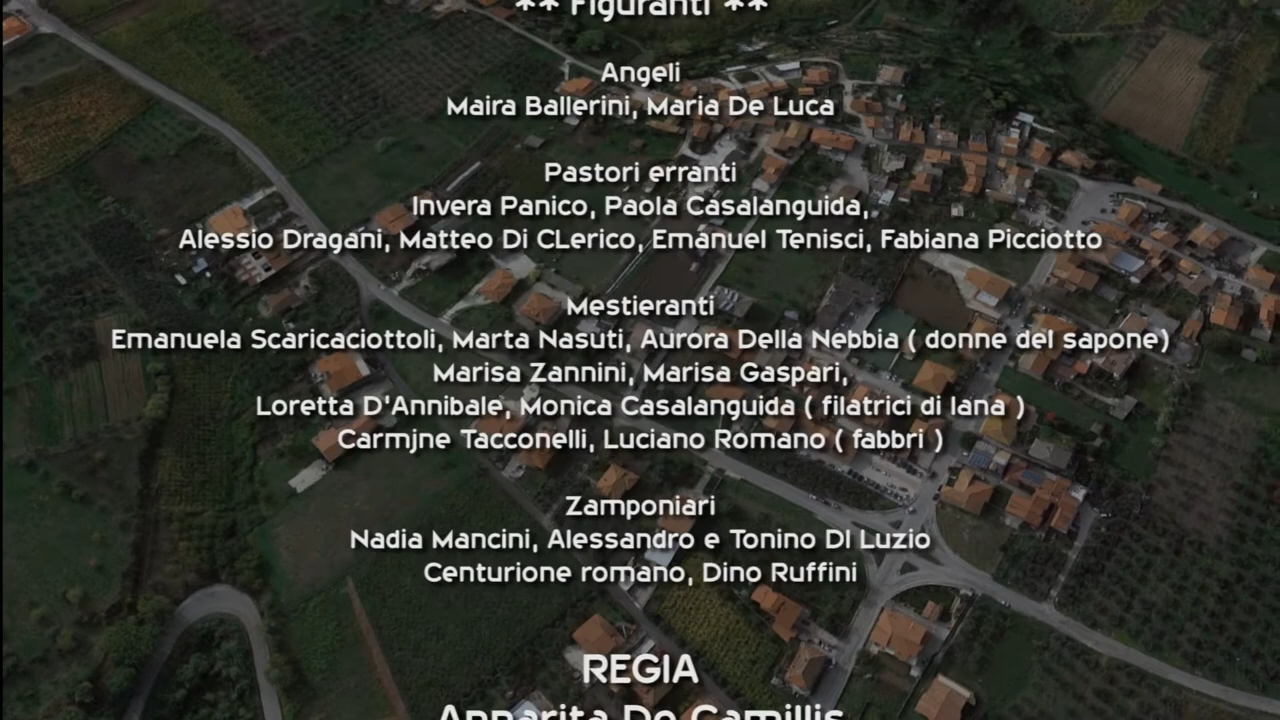 ** Figuranti **
Angeli
Maira Ballerini, Maria De Luca
Pastori erranti
Invera Panico, Paola Casalanguida,
Alessio Dragani, Matteo Di CLerico, Emanuel Tenisci, Fabiana Picciotto
Mestieranti
Emanuela Scaricaciottoli, Marta Nasuti, Aurora Della Nebbia ( donne del sapone)
Marisa Zannini, Marisa Gaspari,
Loretta D'Annibale, Monica Casalanguida ( filatrici di lana )
Carmjne Tacconelli, Luciano Romano ( fabbri )
Zamponiari
Nadia Mancini, Alessandro e Tonino DI Luzio
Centurione romano, Dino Ruffini
REGIA
Annarita De Camillis